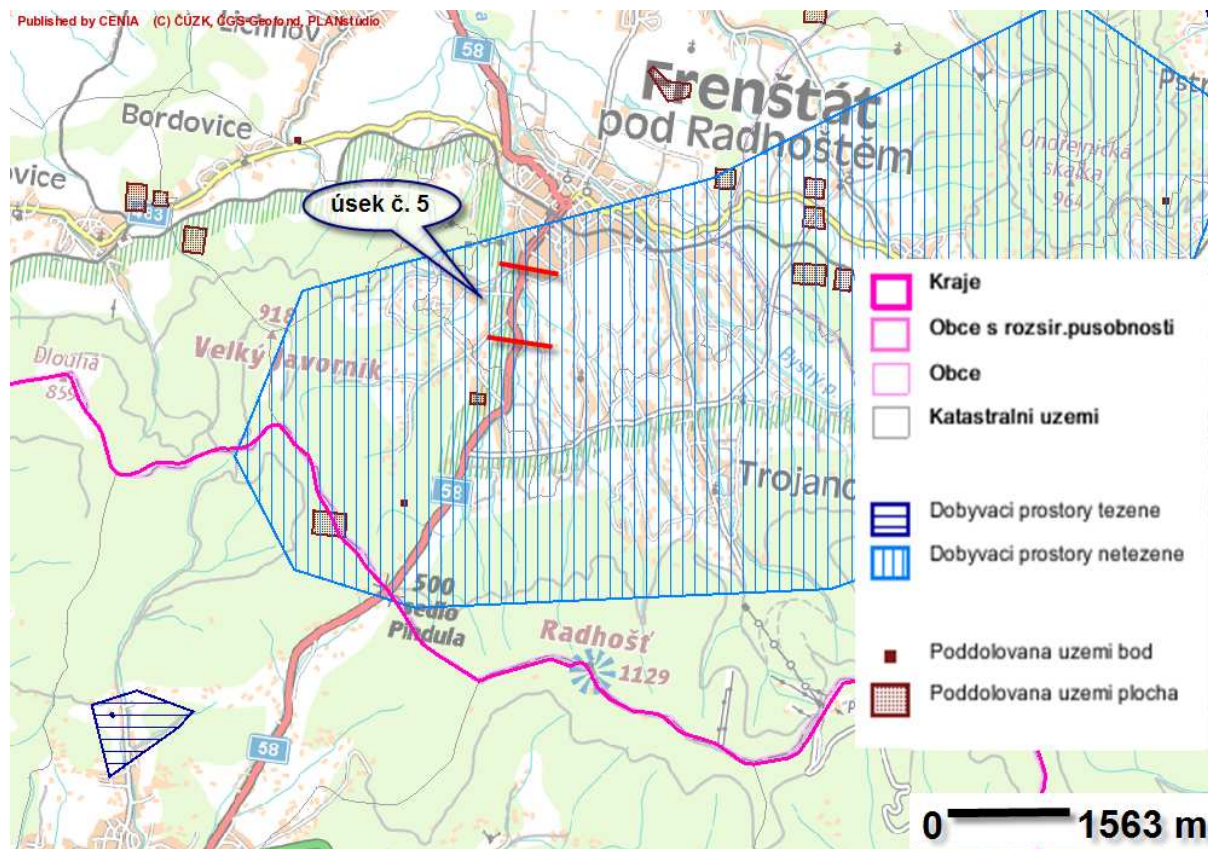 Published by CENIA (C) ČÚZK, ČGS-Geofond, PLANstudio
Lichnov
58
Frenštát
pod Radhoštěm
Bordovice
Ondřejnická
skalka
964
úsek č. 5
918
Velký Javorník
Dlouhá
859
Bystrý p.
58
500
sedlo
Pindula
Radhošť
1129
58
Kraje
Obce s rozsir.pusobnosti
Obce
Katastralni uzemi
Dobyvaci prostory tezene
Dobyvaci prostory netezene
Poddolovana uzemi bod
Poddolovana uzemi plocha
0 1563 m